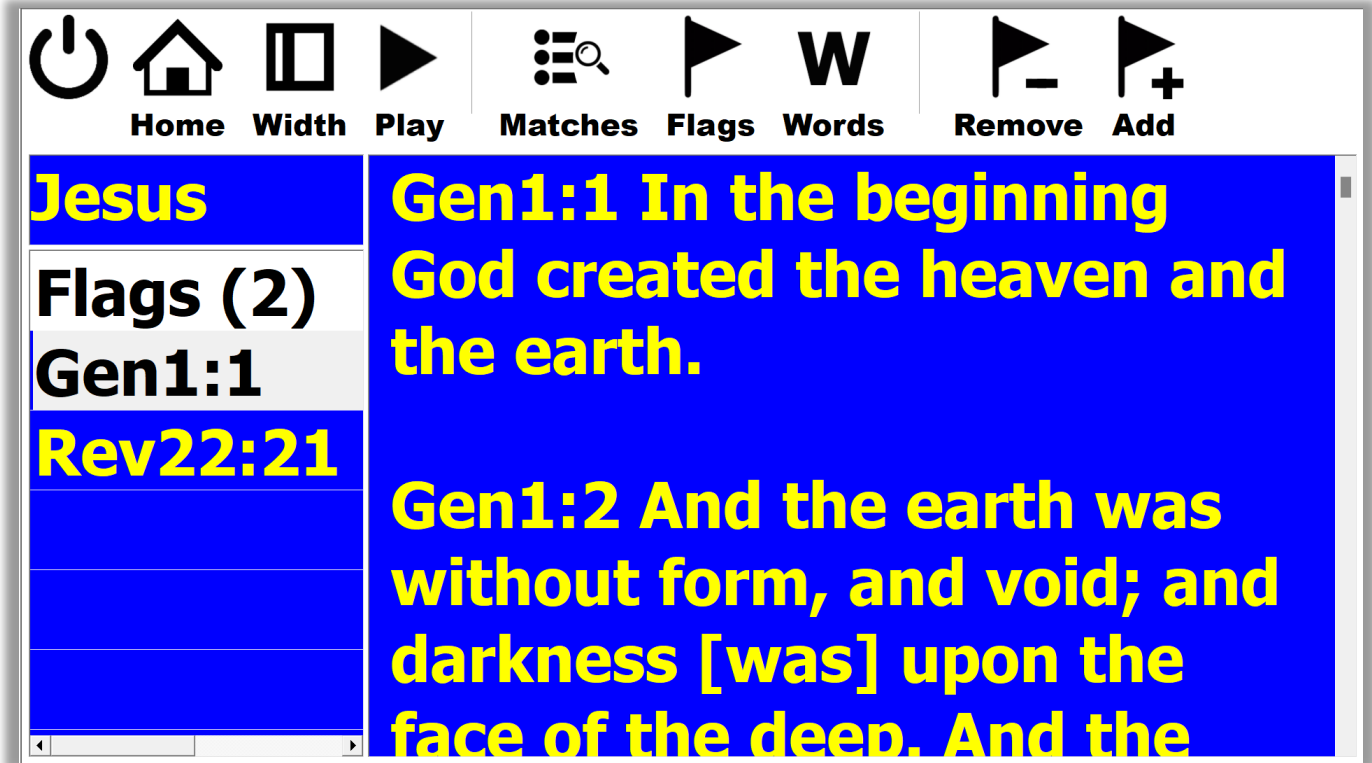 Home Width Play Matches Flags Words Remove Add
Jesus
Flags (2)
Gen1:1
Rev22:21
Gen1:1 In the beginning
God created the heaven and
the earth.
Gen1:2 And the earth was
without form, and void; and
darkness [was] upon the
face of the deep. And the